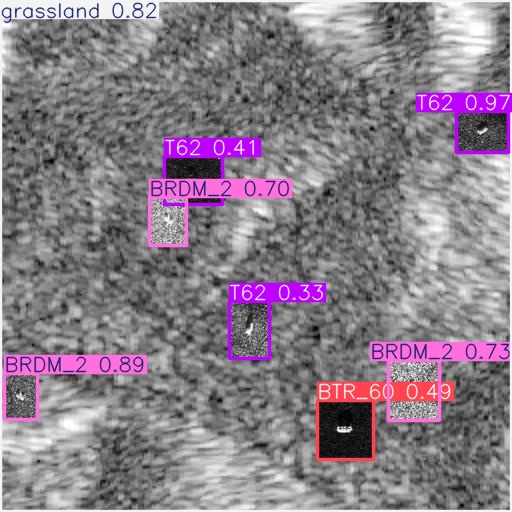 grassland 0.82
T62 0.97
T62 0.41
BRDM_2 0.70
T62 0.33
BRDM_2 0.73
BRDM_2 0.89
BTR_60 0.49